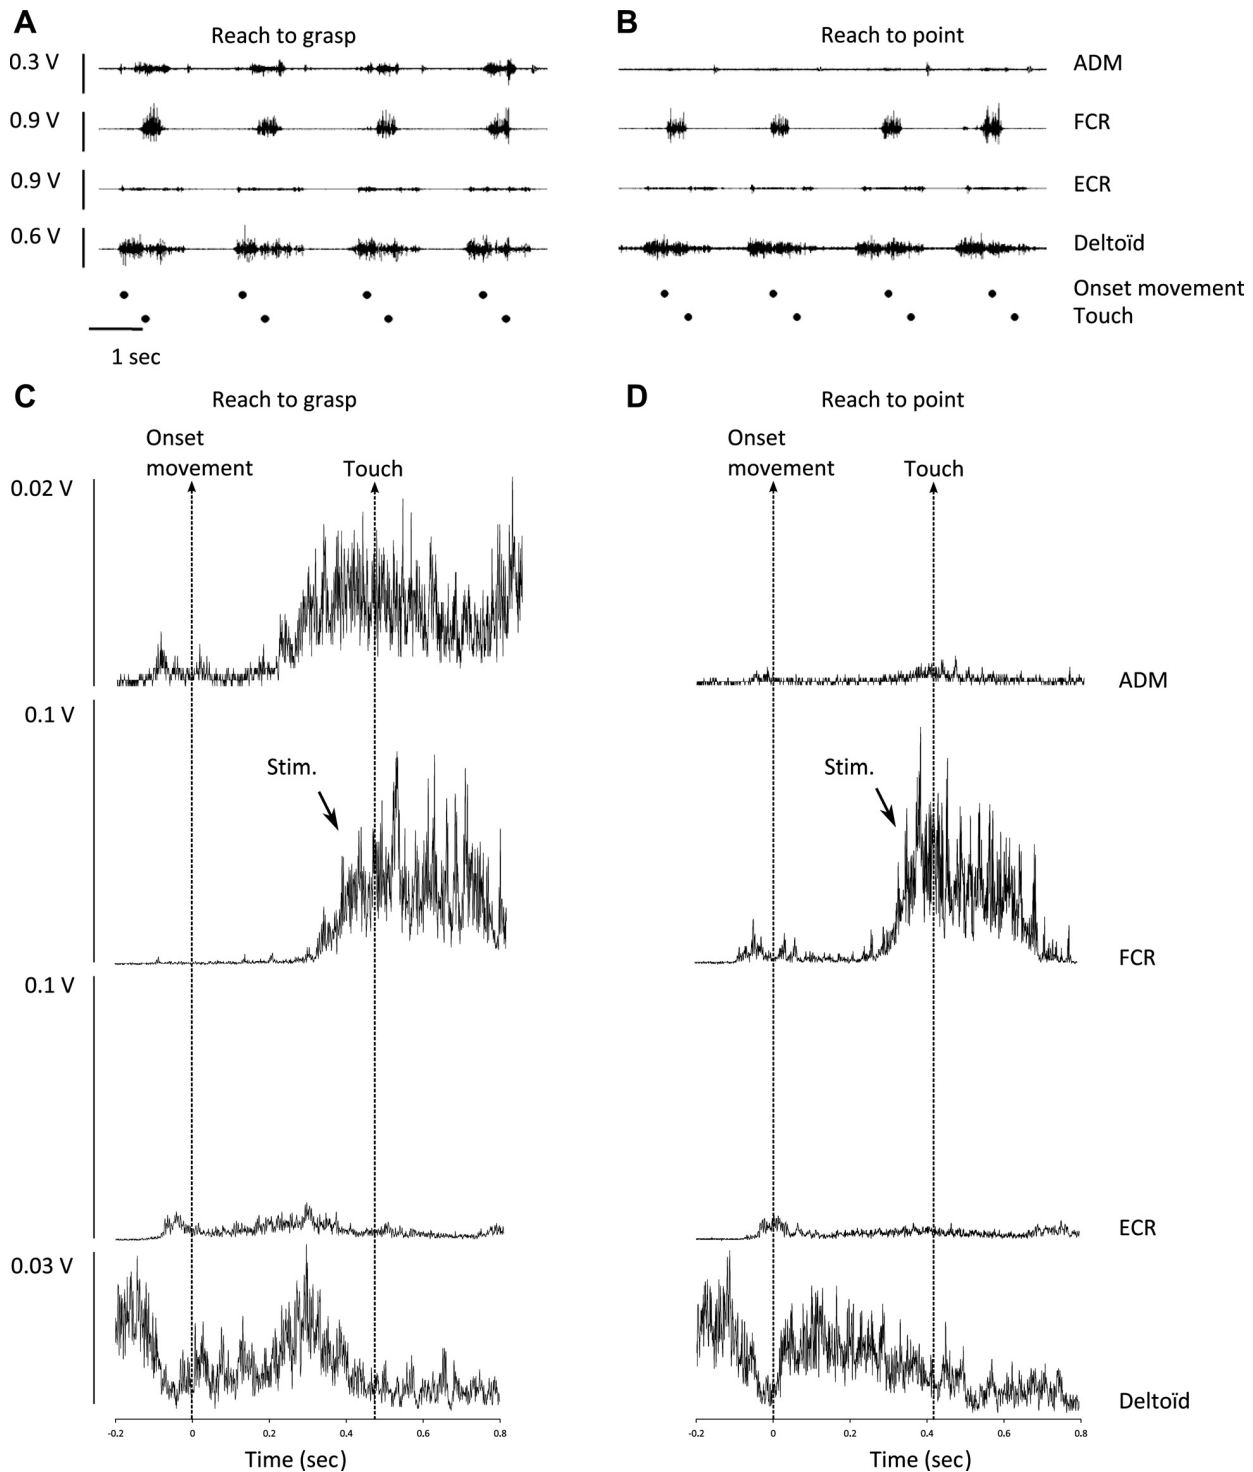 A
B
Reach to grasp
Reach to point
0.3 V
ADM
0.9 V
FCR
0.9 V
ECR
0.6 V
Deltoïd
Onset movement
Touch
1 sec
C
D
Reach to grasp
Reach to point
Onset
movement
Touch
Onset
movement
Touch
0.02 V
ADM
0.1 V
Stim.
Stim.
FCR
0.1 V
ECR
0.03 V
Deltoïd
-0.2 0 0.2 0.4 0.6 0.8
-0.2 0 0.2 0.4 0.6 0.8
Time (sec)
Time (sec)